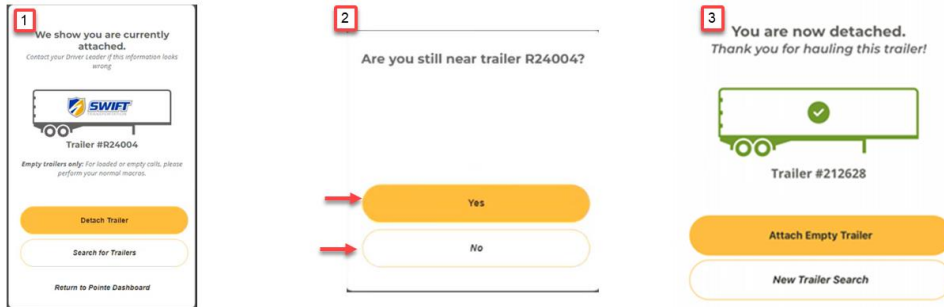 1
We show you are currently
attached.
Contact your Driver Leader if this information looks
wrong
SWIFT
Trailer #R24004
Empty trailers only: For loaded or empty calls, please
perform your normal macros.
Detach Trailer
Search for Trailers
Return to Pointe Dashboard
2
Are you still near trailer R24004?
Yes
No
3
You are now detached.
Thank you for hauling this trailer!
Trailer #212628
Attach Empty Trailer
New Trailer Search